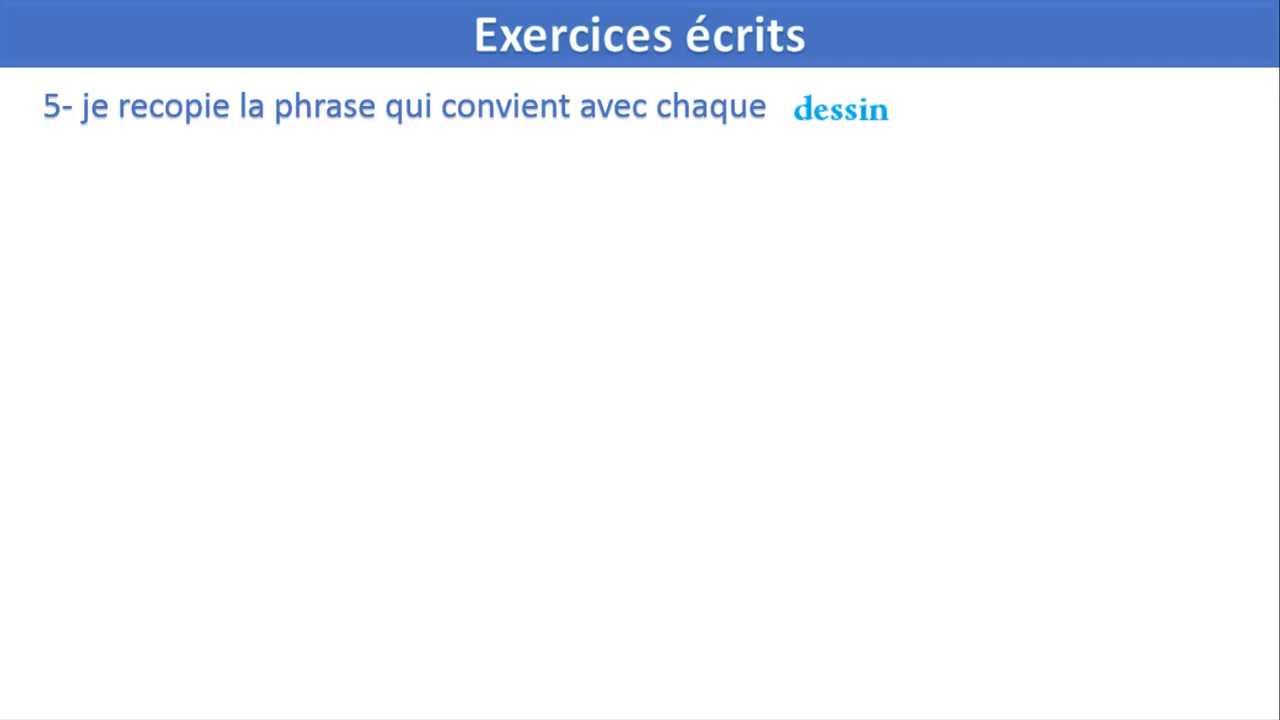 Exercices écrits
5- je recopie la phrase qui convient avec chaque dessin